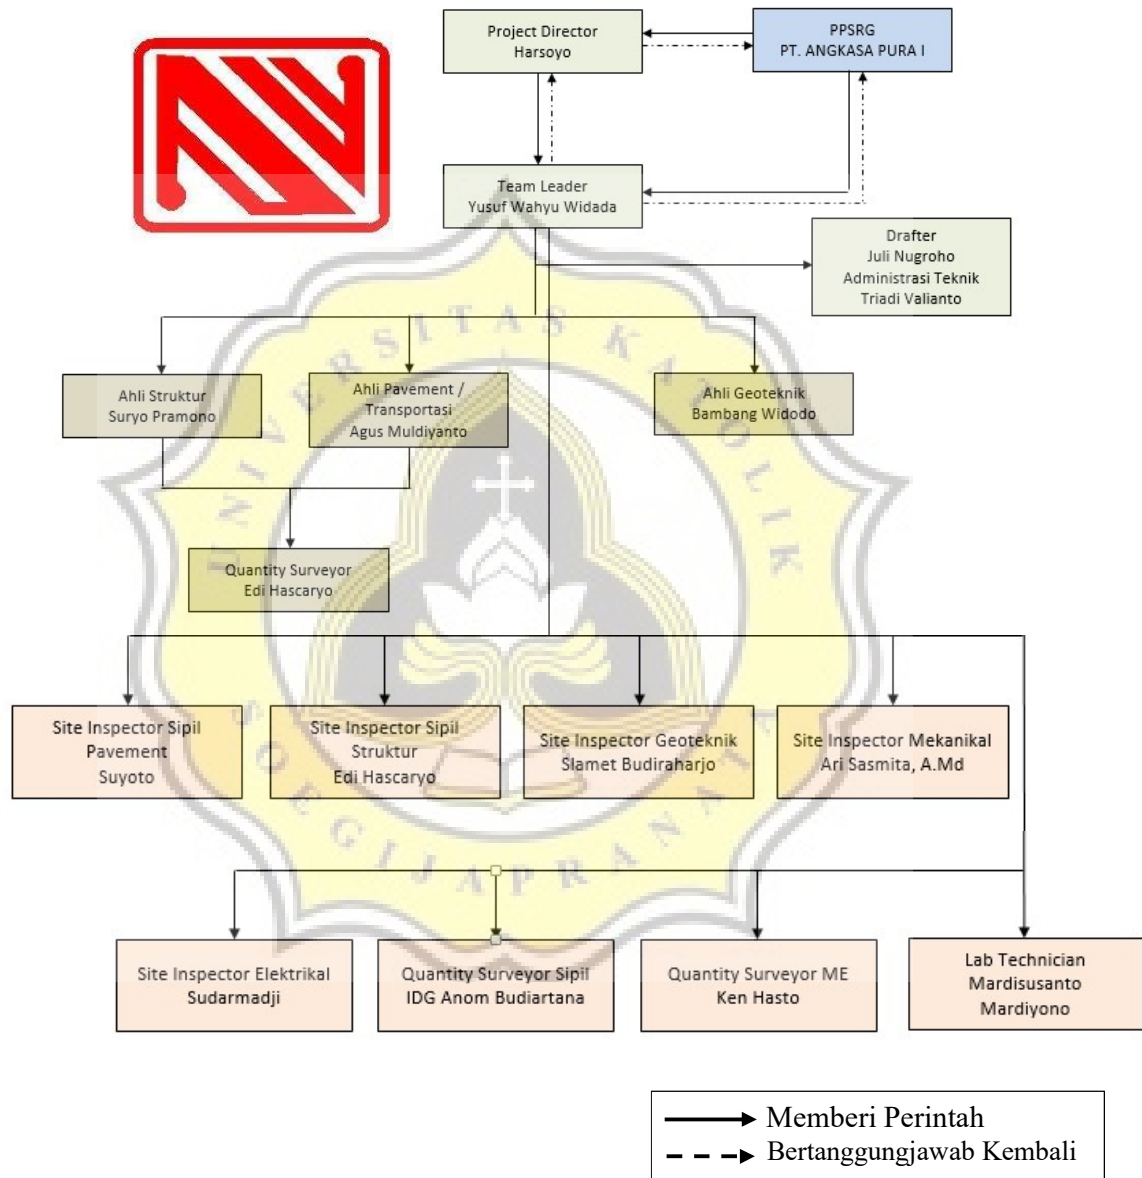 Project Director
Harsoyo
PPSRG
PT. ANGKASA PURA I
Team Leader
Yusuf Wahyu Widada
Drafter
Juli Nugroho
Administrasi Teknik
Triadi Valianto
Ahli Struktur
Suryo Pramono
Ahli Pavement /
Transportasi
Agus Muldiyanto
Ahli Geoteknik
Bambang Widodo
Quantity Surveyor
Edi Hascaryo
Site Inspector Sipil
Pavement
Suyoto
Site Inspector Sipil
Struktur
Edi Hascaryo
Site Inspector Geoteknik
Slamet Budiraharjo
Site Inspector Mekanikal
Ari Sasmita, A.Md
Site Inspector Elektrikal
Sudarmadji
Quantity Surveyor Sipil
IDG Anom Budiartana
Quantity Surveyor ME
Ken Hasto
Lab Technician
Mardisusanto
Mardiyono
Memberi Perintah
Bertanggungjawab Kembali
UNIVERSITAS KATOLIK
SOEGIJAPRANATA